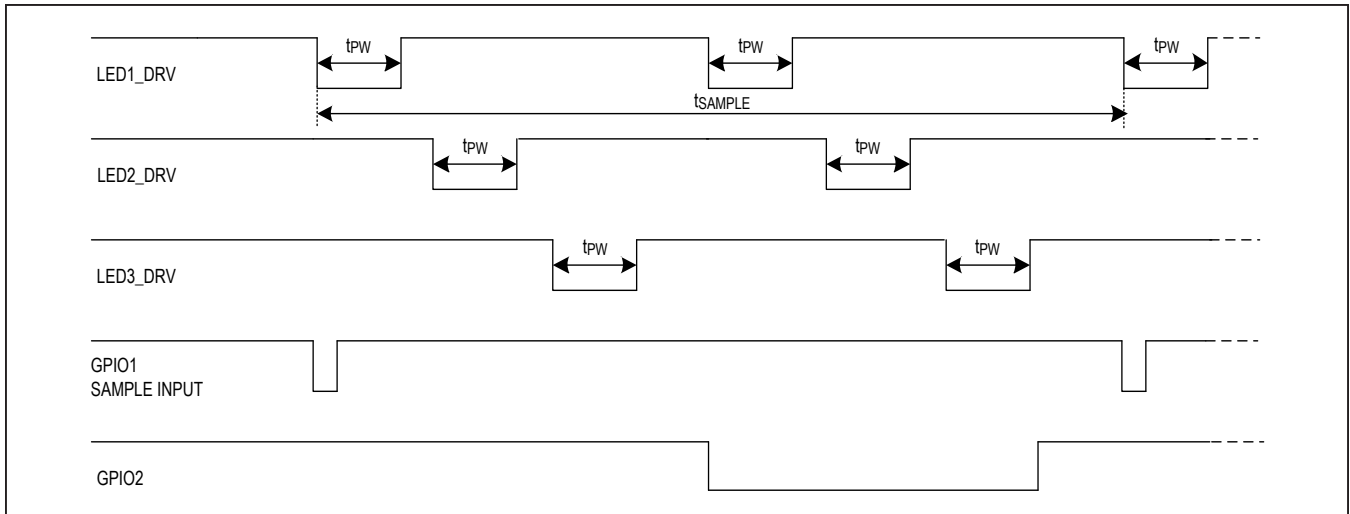 tPW tPW tPW
LED1_DRV
tSAMPLE
tPW tPW
LED2_DRV
tPW tPW
LED3_DRV
GPIO1
SAMPLE INPUT
GPIO2